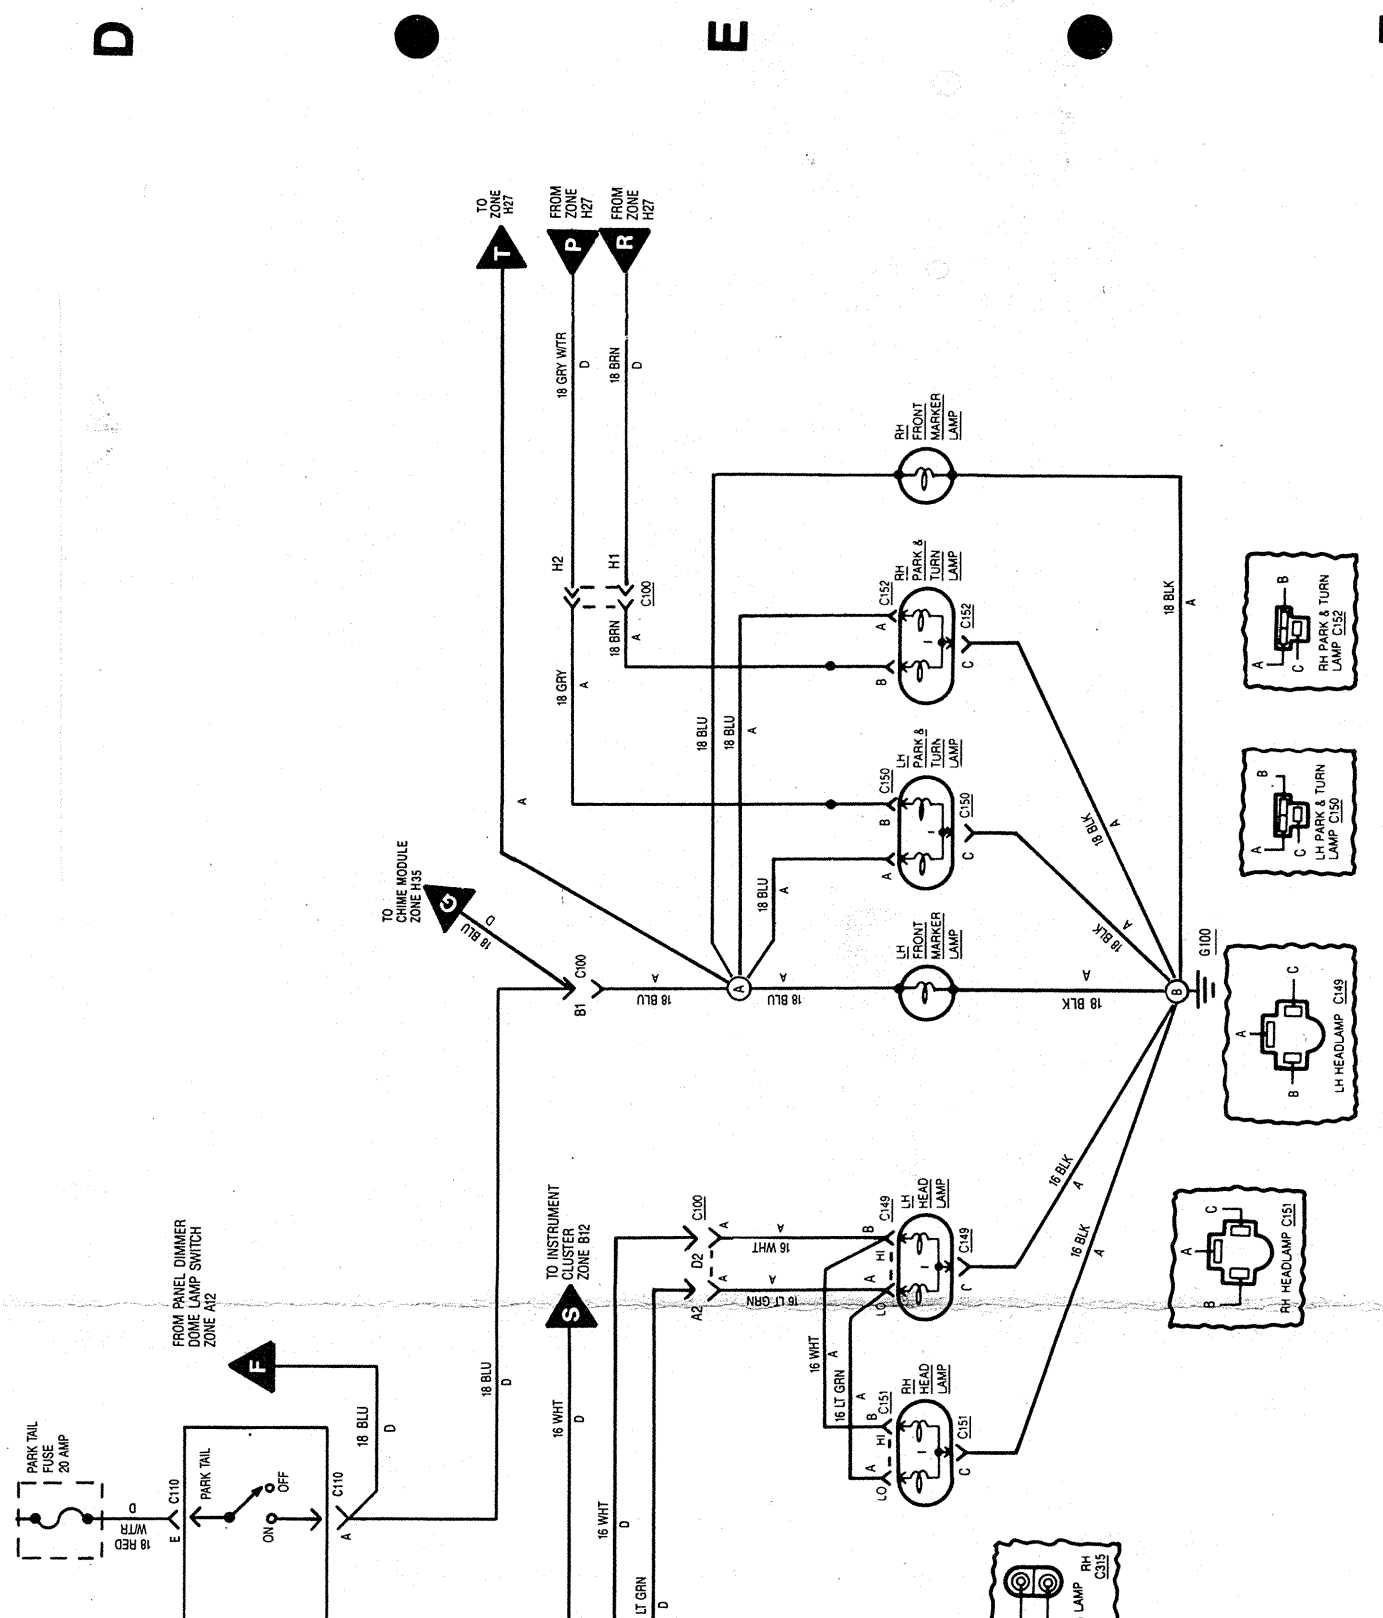 D
E
TO
ZONE
H27
FROM
ZONE
H27
FROM
ZONE
H27
T
P
R
18 GRY W/TR
D
18 BRN
D
RH
FRONT
MARKER
LAMP
H2
H1
C100
18 BRN
A
18 GRY
A
C152
A
RH
PARK &
TURN
LAMP
C152
C
B
18 BLK
A
A
B
C
RH PARK & TURN
LAMP C152
18 BLU
18 BLU
A
C150
B
LH
PARK &
TURN
LAMP
C150
C
A
18 BLK
A
A
B
C
LH PARK & TURN
LAMP C150
A
TO
CHIME MODULE
ZONE H35
G
18 BLU
D
18 BLU
A
18 BLK
A
C100
B1
18 BLU
A
A
18 BLU
A
LH
FRONT
MARKER
LAMP
18 BLK
A
B
G100
A
B
C
LH HEADLAMP C149
FROM PANEL DIMMER
DOME LAMP SWITCH
ZONE A12
F
TO INSTRUMENT
CLUSTER
ZONE B12
S
C100
D2
A2
A
A
16 WHT
A
16 LT GRN
A
C149
B
HI
A
LO
LH
HEAD
LAMP
C149
C
16 BLK
A
16 BLK
A
A
B
C
RH HEADLAMP C151
18 BLU
D
16 WHT
D
16 WHT
A
16 LT GRN
A
C151
B
HI
A
LO
RH
HEAD
LAMP
C151
C
PARK TAIL
FUSE
20 AMP
18 RED
W/TR
D
C110
E
PARK TAIL
OFF
ON
C110
A
18 BLU
D
16 WHT
D
LT GRN
D
LAMP
RH
C315